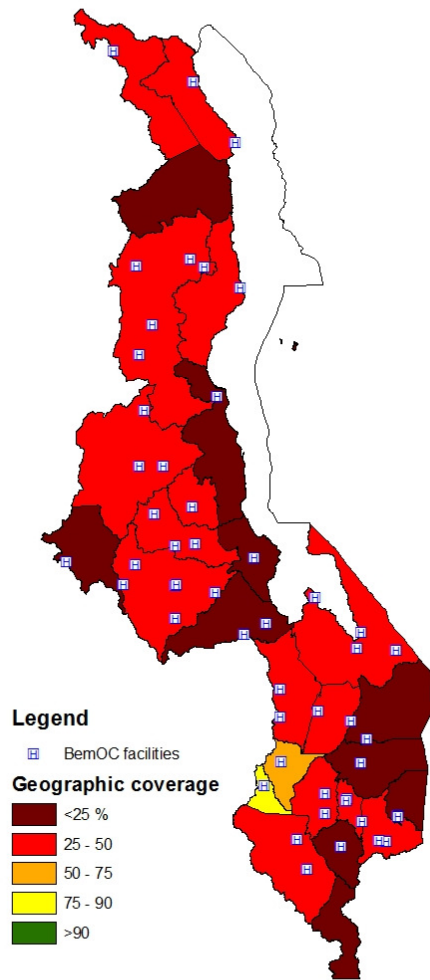 Legend
H BemOC facilities
Geographic coverage
<25 %
25 - 50
50 - 75
75 - 90
>90